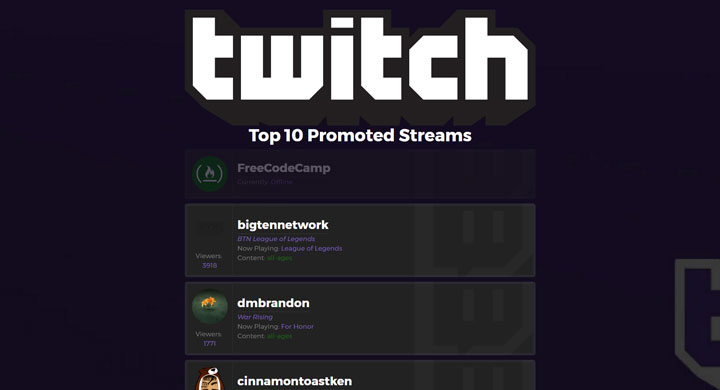 twitch
Top 10 Promoted Streams
FreeCodeCamp
Currently: Offline
bigtennetwork
BTN League of Legends
Now Playing: League of Legends
Content: all-ages
Viewers:
3918
dmbrandon
War Rising
Now Playing: For Honor
Content: all-ages
Viewers:
1771
cinnamontoastken